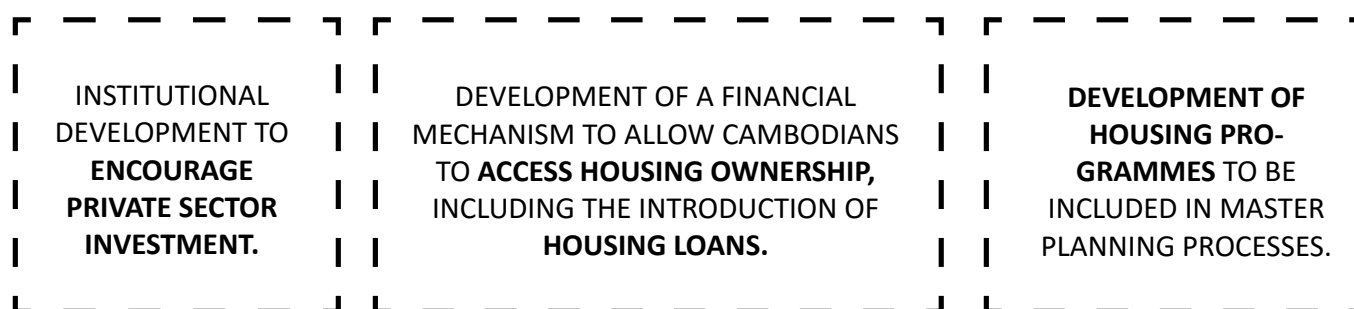 INSTITUTIONAL
DEVELOPMENT TO
ENCOURAGE
PRIVATE SECTOR
INVESTMENT.
DEVELOPMENT OF A FINANCIAL
MECHANISM TO ALLOW CAMBODIANS
TO ACCESS HOUSING OWNERSHIP,
INCLUDING THE INTRODUCTION OF
HOUSING LOANS.
DEVELOPMENT OF
HOUSING PRO-
GRAMMES TO BE
INCLUDED IN MASTER
PLANNING PROCESSES.